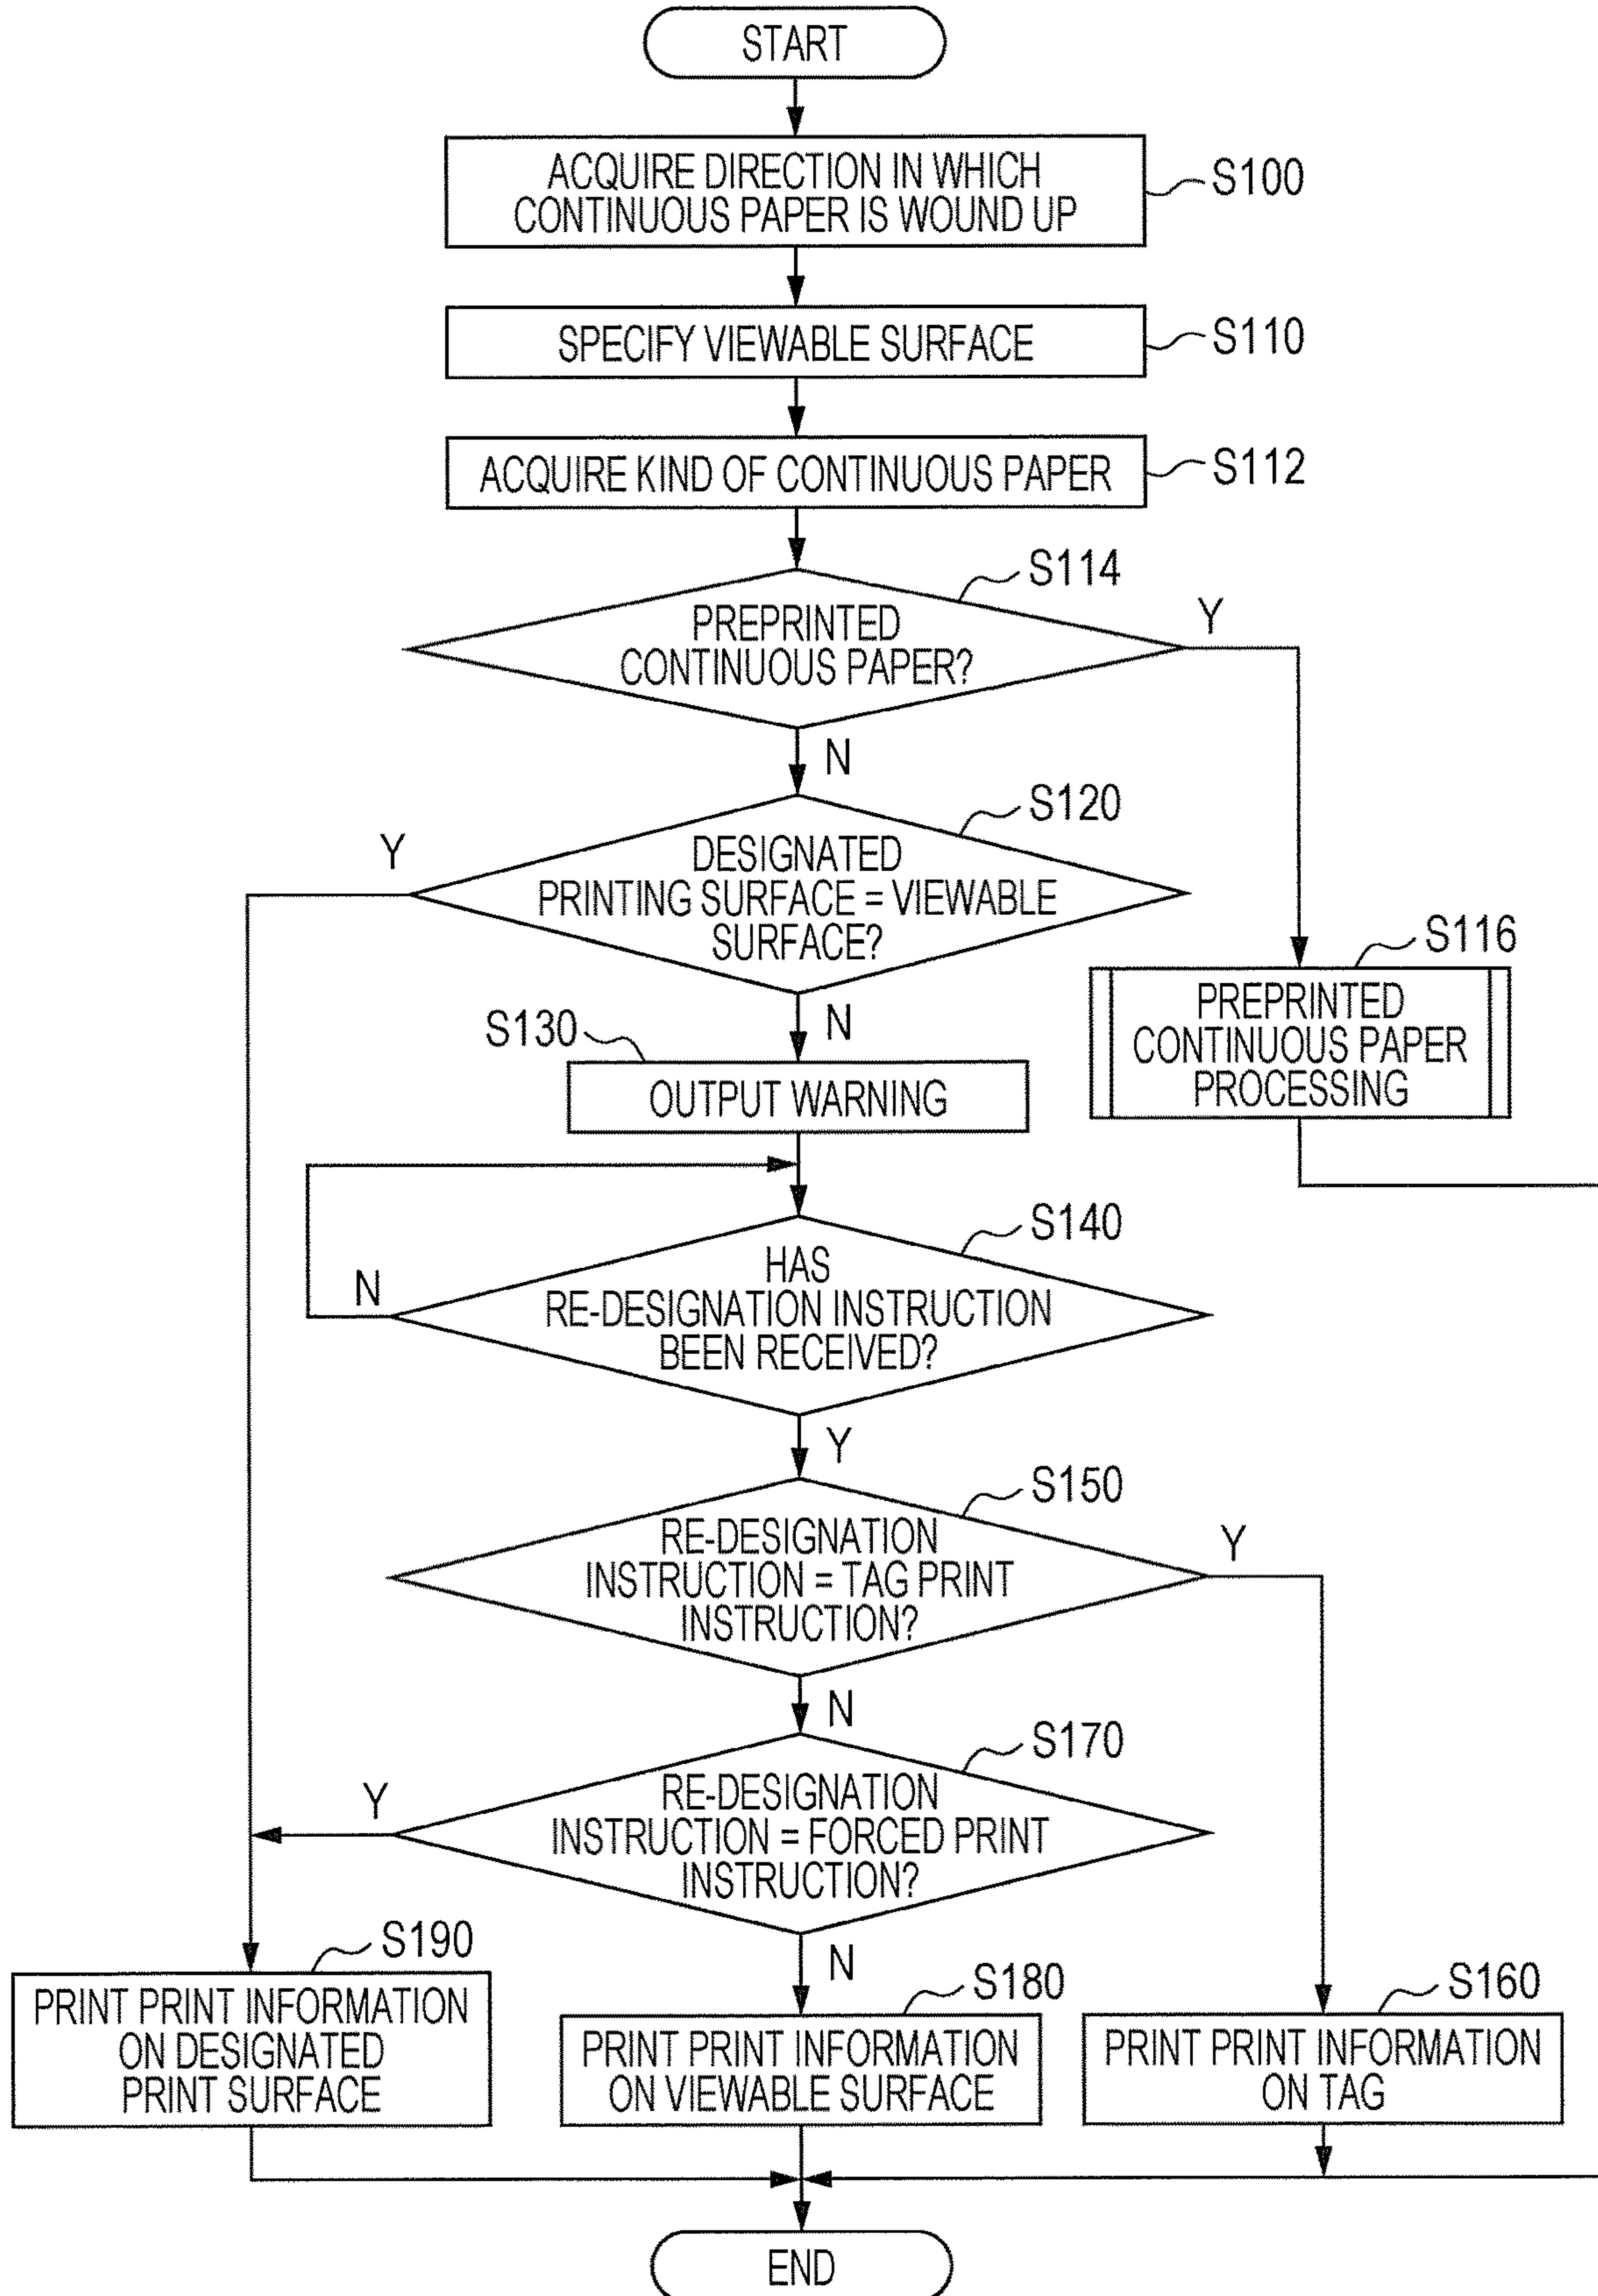 START
ACQUIRE DIRECTION IN WHICH
CONTINUOUS PAPER IS WOUND UP
S100
SPECIFY VIEWABLE SURFACE
S110
ACQUIRE KIND OF CONTINUOUS PAPER
S112
S114
PREPRINTED
CONTINUOUS PAPER?
Y
N
S120
Y
DESIGNATED
PRINTING SURFACE = VIEWABLE
SURFACE?
N
S116
PREPRINTED
CONTINUOUS PAPER
PROCESSING
S130
OUTPUT WARNING
S140
HAS
RE-DESIGNATION INSTRUCTION
BEEN RECEIVED?
N
Y
S150
RE-DESIGNATION
INSTRUCTION = TAG PRINT
INSTRUCTION?
Y
N
S170
RE-DESIGNATION
INSTRUCTION = FORCED PRINT
INSTRUCTION?
Y
N
S190
PRINT PRINT INFORMATION
ON DESIGNATED
PRINT SURFACE
S180
PRINT PRINT INFORMATION
ON VIEWABLE SURFACE
S160
PRINT PRINT INFORMATION
ON TAG
END